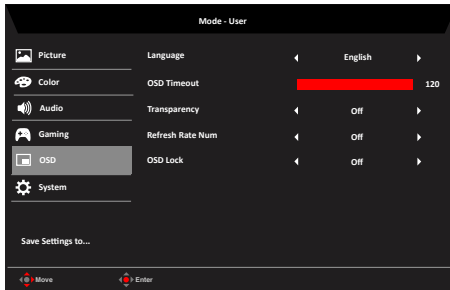 Mode - User
Picture
Language
English
Color
OSD Timeout
120
Audio
Transparency
Off
Gaming
Refresh Rate Num
Off
OSD
OSD Lock
Off
System
Save Settings to...
Move
Enter